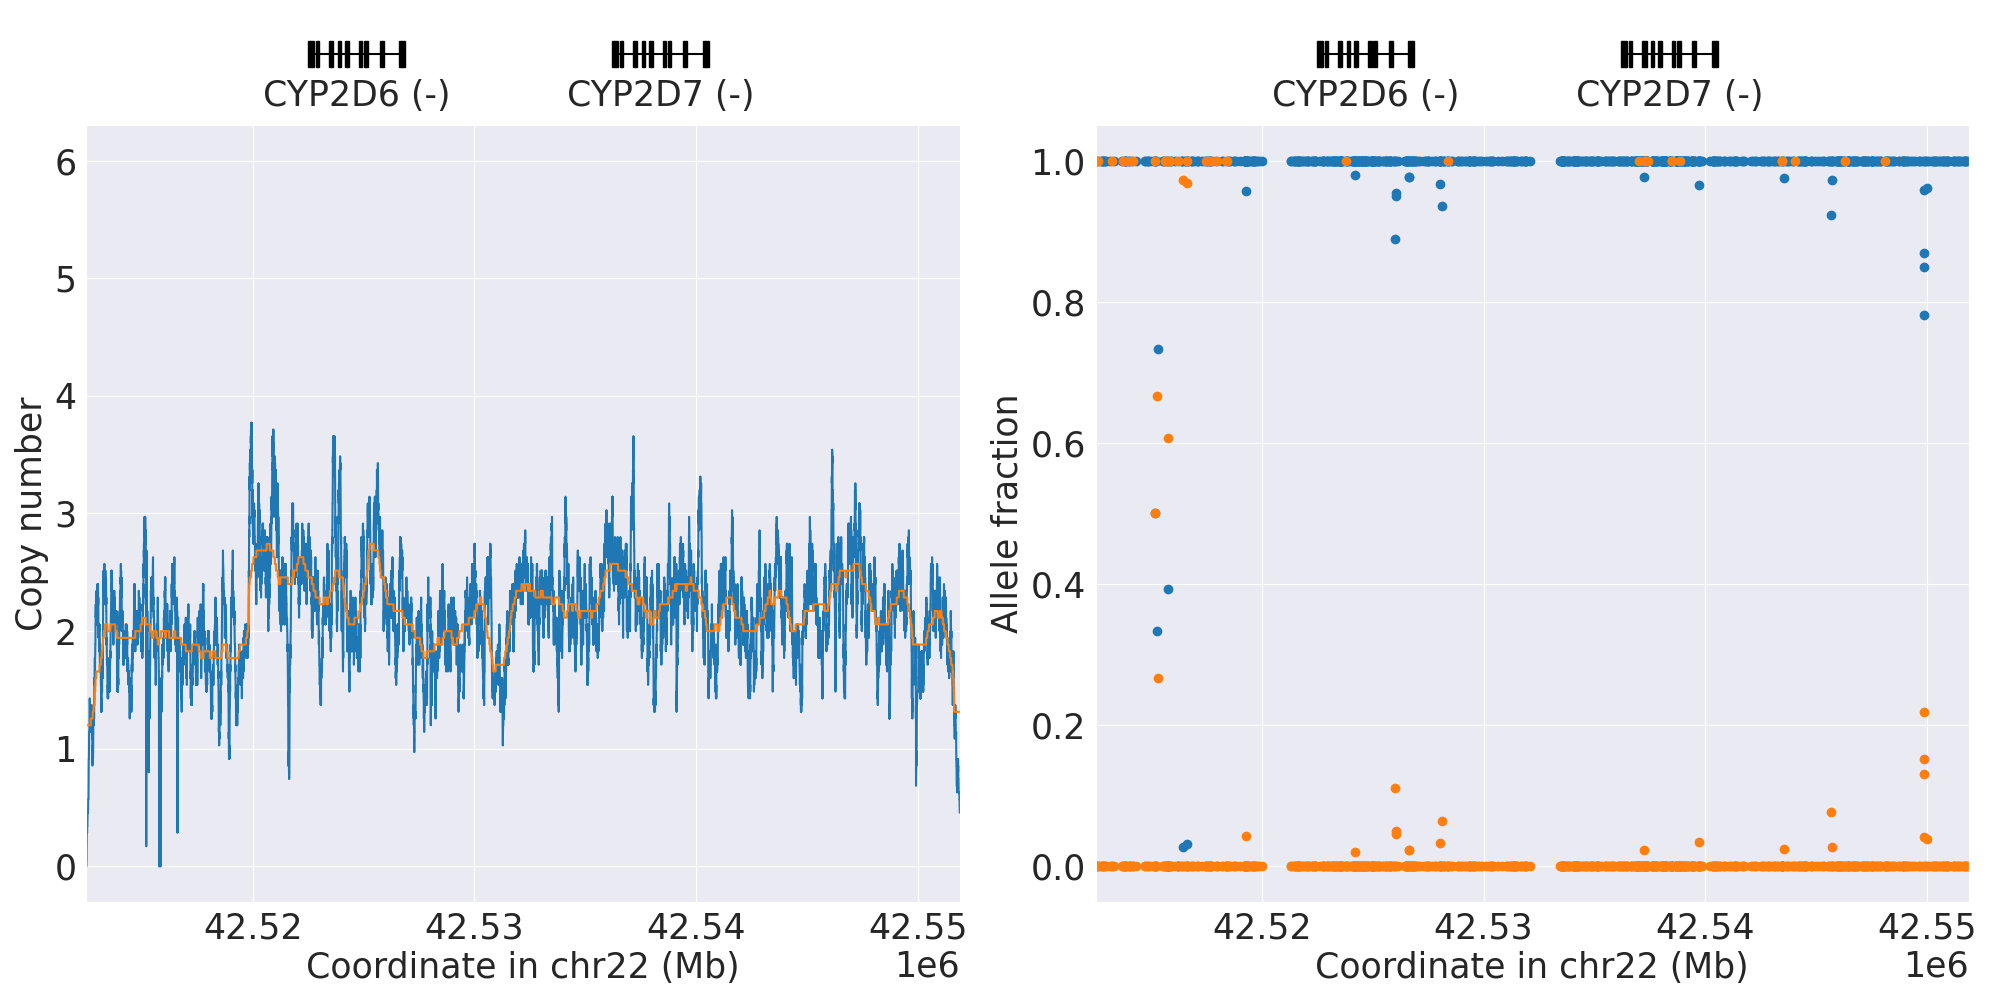 CYP2D6 (-)
CYP2D7 (-)
6
5
4
3
2
1
0
Copy number
42.52
42.53
42.54
42.55
Coordinate in chr22 (Mb)
1e6
CYP2D6 (-)
CYP2D7 (-)
1.0
0.8
0.6
0.4
0.2
0.0
Allele fraction
42.52
42.53
42.54
42.55
Coordinate in chr22 (Mb)
1e6